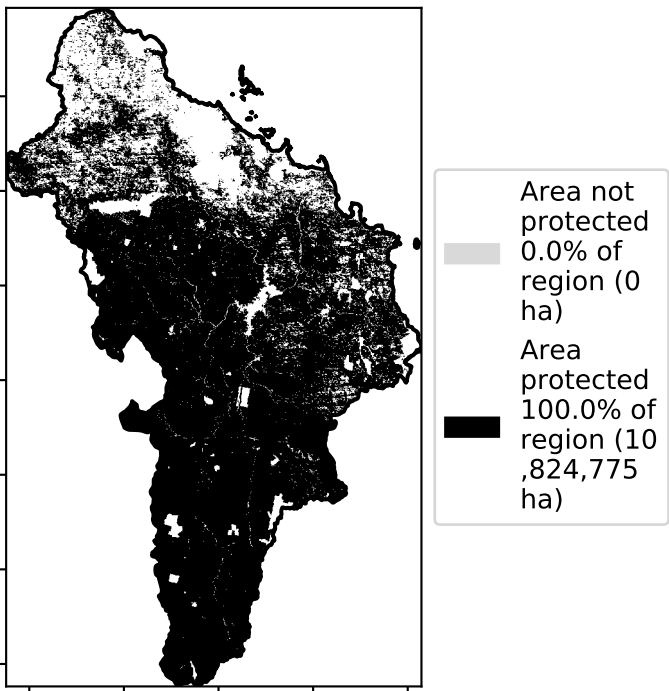 Area not
protected
0.0% of
region (0
ha)
Area
protected
100.0% of
region (10
,824,775
ha)